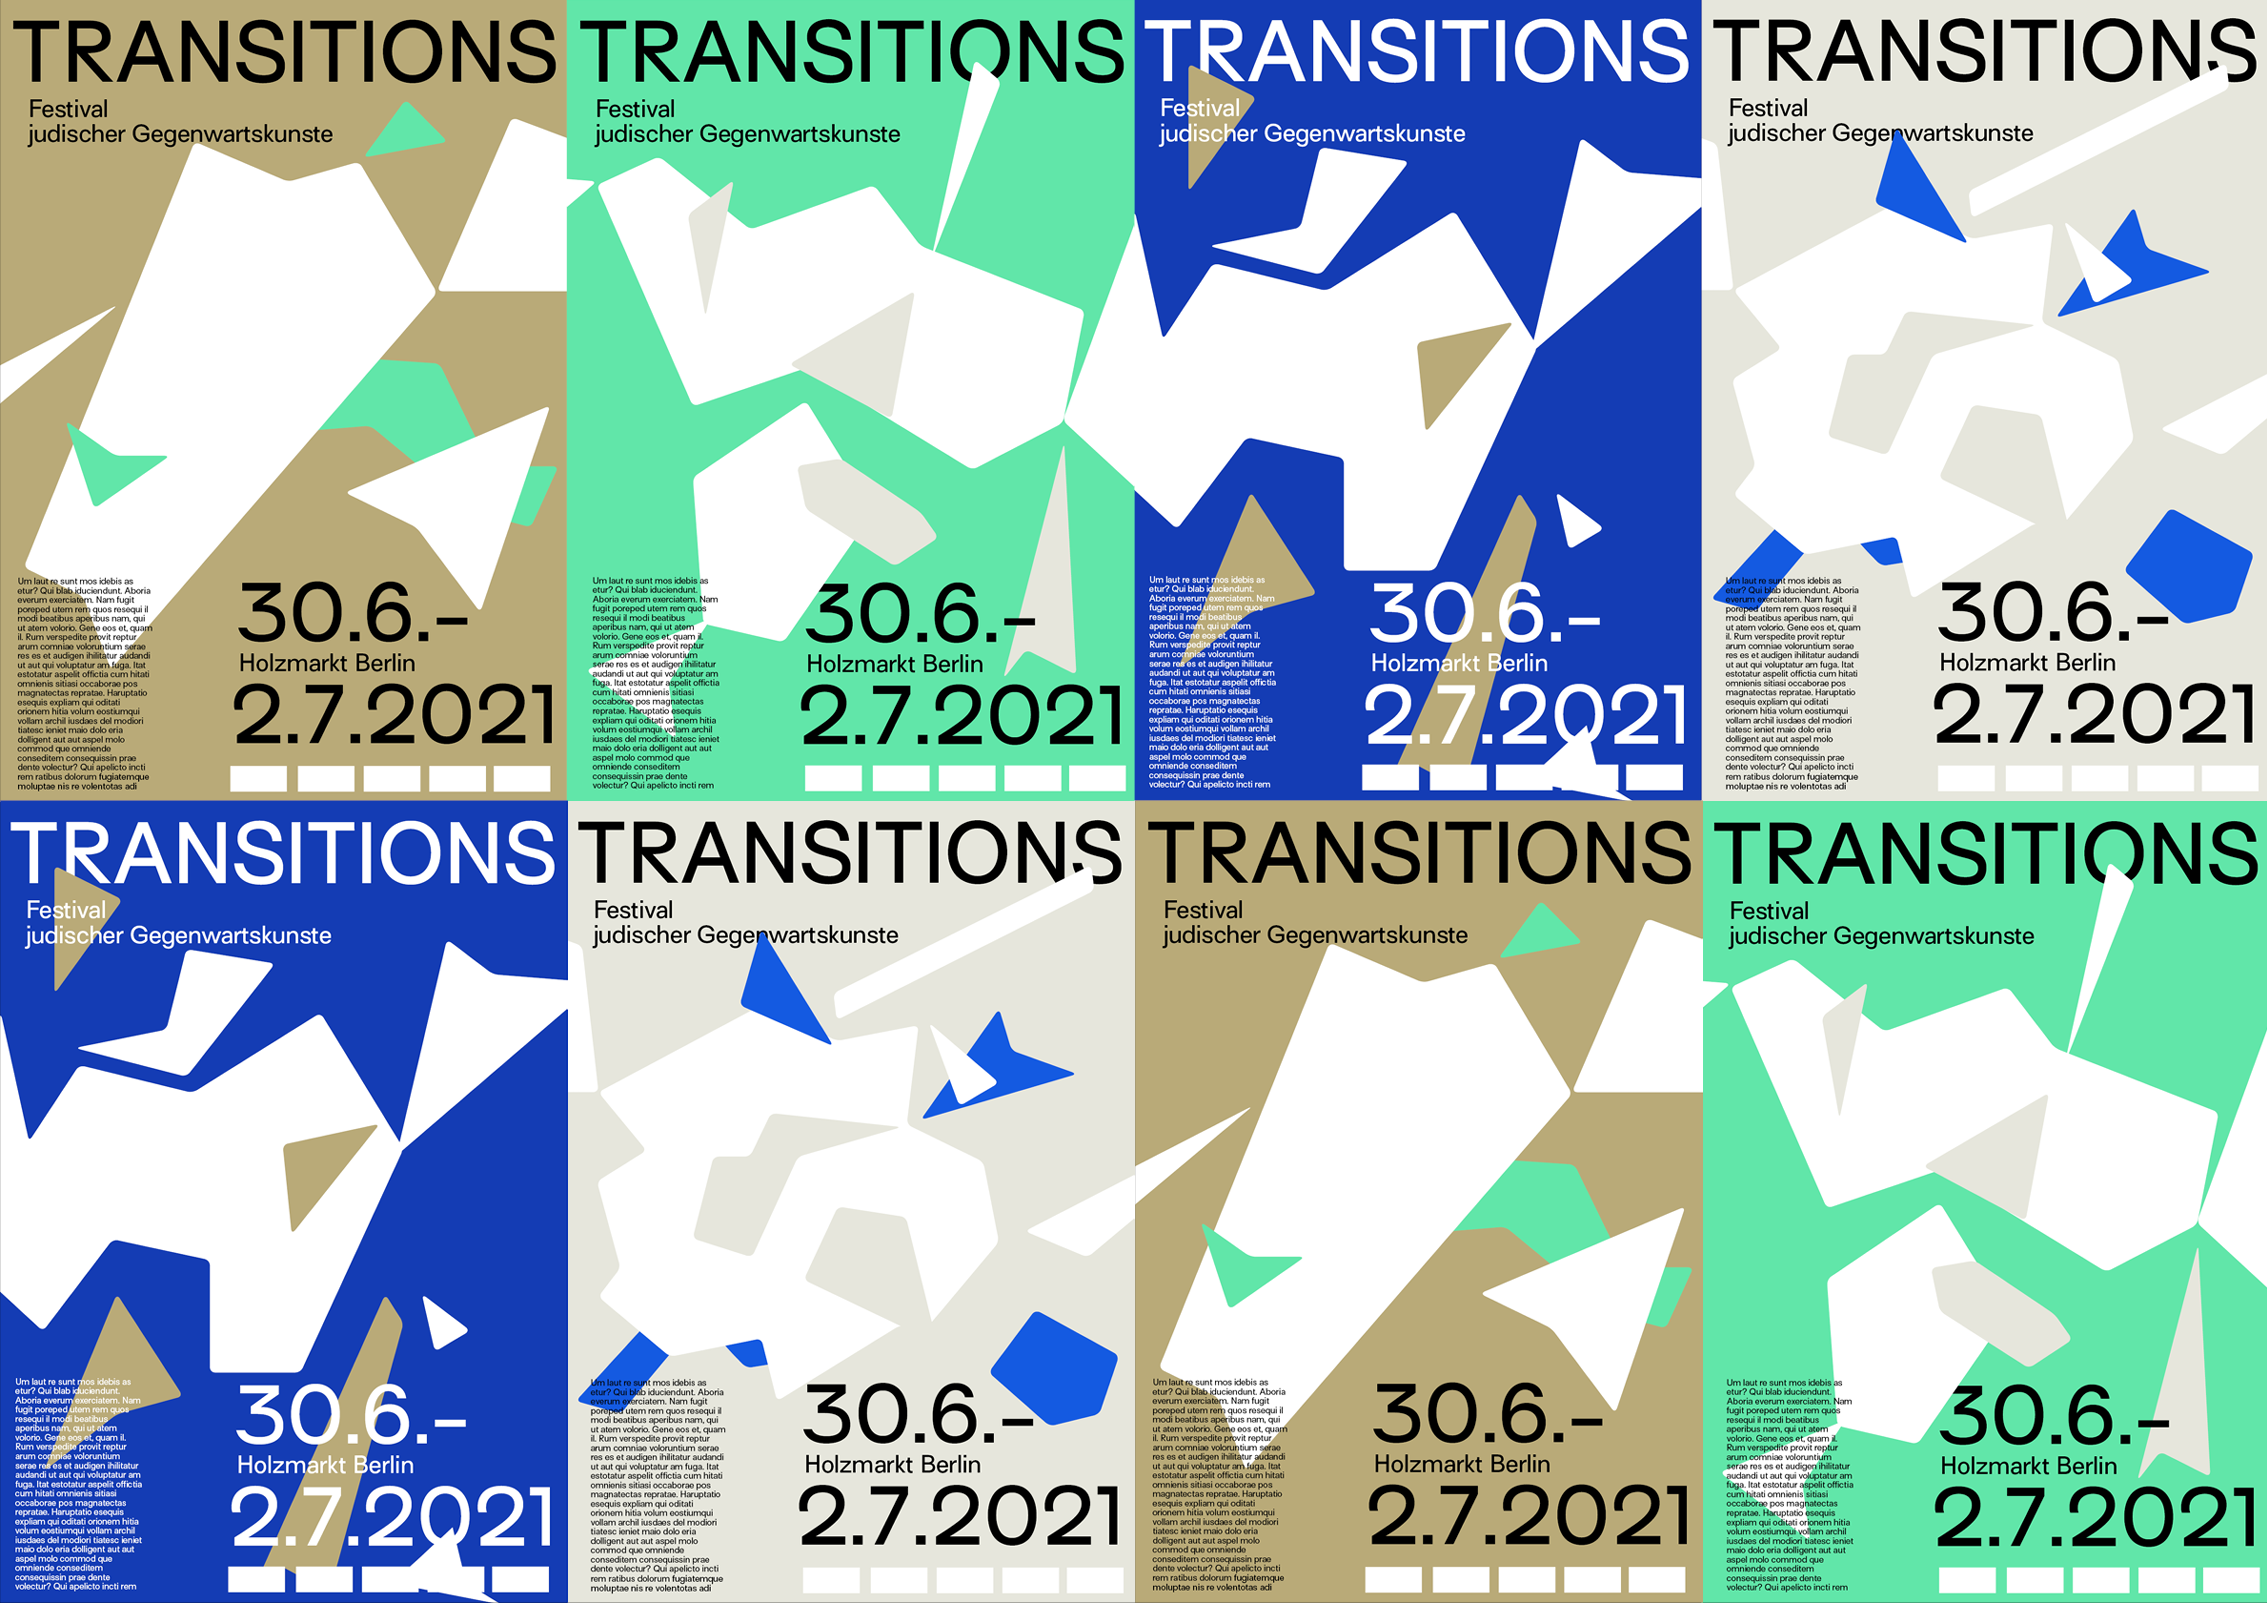 TRANSITIONS
Festival
judischer Gegenwartskunste
Um laut re sunt mos idebis as
etur? Qui blab iduciendunt. Aboria
everum exerciatem. Nam fugit
poreped utem rem quos resequi il
modi beatibus aperibus nam, qui
ut atem volorio. Gene eos et, quam
il. Rum verspedite provit reptur
arum comniae voloruntium serae
res es et audigen ihilitatur audandi
ut aut qui voluptatur am fuga. Itat
estotatur aspelit offictia cum hitati
omnienis sitiasi occaborae pos
magnatectas repratae. Haruptatio
esequis expliam qui oditati
orionem hitia volum eostiumqui
vollam archil iusdaes del modiori
tiatesc ieniet maio dolo eria
dolligent aut aut aspel molo
commod que omniende
conseditem consequissin prae
dente volectur? Qui apelicto incti
rem ratibus dolorum fugiatemque
moluptae nis re volentotas adi
30.6.–
Holzmarkt Berlin
2.7.2021
TRANSITIONS
Festival
judischer Gegenwartskunste
Um laut re sunt mos idebis as
etur? Qui blab iduciendunt.
Aboria everum exerciatem. Nam
fugit poreped utem rem quos
resequi il modi beatibus
aperibus nam, qui ut atem
volorio. Gene eos et, quam il.
Rum verspedite provit reptur
arum comniae voloruntium
serae res es et audigen ihilitatur
audandi ut aut qui voluptatur am
fuga. Itat estotatur aspelit offictia
cum hitati omnienis sitiasi
occaborae pos magnatectas
repratae. Haruptatio esequis
expliam qui oditati orionem hitia
volum eostiumqui vollam archil
iusdaes del modiori tiatesc ieniet
maio dolo eria dolligent aut aut
aspel molo commod que
omniende conseditem
consequissin prae dente
volectur? Qui apelicto incti rem
30.6.–
Holzmarkt Berlin
2.7.2021
TRANSITIONS
Festival
judischer Gegenwartskunste
Um laut re sunt mos idebis as
etur? Qui blab iduciendunt.
Aboria everum exerciatem. Nam
fugit poreped utem rem quos
resequi il modi beatibus
aperibus nam, qui ut atem
volorio. Gene eos et, quam il.
Rum verspedite provit reptur
arum comniae voloruntium
serae res es et audigen ihilitatur
audandi ut aut qui voluptatur am
fuga. Itat estotatur aspelit offictia
cum hitati omnienis sitiasi
occaborae pos magnatectas
repratae. Haruptatio esequis
expliam qui oditati orionem hitia
volum eostiumqui vollam archil
iusdaes del modiori tiatesc ieniet
maio dolo eria dolligent aut aut
aspel molo commod que
omniende conseditem
consequissin prae dente
volectur? Qui apelicto incti rem
30.6.–
Holzmarkt Berlin
2.7.2021
TRANSITIONS
Festival
judischer Gegenwartskunste
Um laut re sunt mos idebis as
etur? Qui blab iduciendunt. Aboria
everum exerciatem. Nam fugit
poreped utem rem quos resequi il
modi beatibus aperibus nam, qui
ut atem volorio. Gene eos et, quam
il. Rum verspedite provit reptur
arum comniae voloruntium serae
res es et audigen ihilitatur audandi
ut aut qui voluptatur am fuga. Itat
estotatur aspelit offictia cum hitati
omnienis sitiasi occaborae pos
magnatectas repratae. Haruptatio
esequis expliam qui oditati
orionem hitia volum eostiumqui
vollam archil iusdaes del modiori
tiatesc ieniet maio dolo eria
dolligent aut aut aspel molo
commod que omniende
conseditem consequissin prae
dente volectur? Qui apelicto incti
rem ratibus dolorum fugiatemque
moluptae nis re volentotas adi
30.6.–
Holzmarkt Berlin
2.7.2021
TRANSITIONS
Festival
judischer Gegenwartskunste
Um laut re sunt mos idebis as
etur? Qui blab iduciendunt.
Aboria everum exerciatem. Nam
fugit poreped utem rem quos
resequi il modi beatibus
aperibus nam, qui ut atem
volorio. Gene eos et, quam il.
Rum verspedite provit reptur
arum comniae voloruntium
serae res es et audigen ihilitatur
audandi ut aut qui voluptatur am
fuga. Itat estotatur aspelit offictia
cum hitati omnienis sitiasi
occaborae pos magnatectas
repratae. Haruptatio esequis
expliam qui oditati orionem hitia
volum eostiumqui vollam archil
iusdaes del modiori tiatesc ieniet
maio dolo eria dolligent aut aut
aspel molo commod que
omniende conseditem
consequissin prae dente
volectur? Qui apelicto incti rem
30.6.–
Holzmarkt Berlin
2.7.2021
TRANSITIONS
Festival
judischer Gegenwartskunste
Um laut re sunt mos idebis as
etur? Qui blab iduciendunt. Aboria
everum exerciatem. Nam fugit
poreped utem rem quos resequi il
modi beatibus aperibus nam, qui
ut atem volorio. Gene eos et, quam
il. Rum verspedite provit reptur
arum comniae voloruntium serae
res es et audigen ihilitatur audandi
ut aut qui voluptatur am fuga. Itat
estotatur aspelit offictia cum hitati
omnienis sitiasi occaborae pos
magnatectas repratae. Haruptatio
esequis expliam qui oditati
orionem hitia volum eostiumqui
vollam archil iusdaes del modiori
tiatesc ieniet maio dolo eria
dolligent aut aut aspel molo
commod que omniende
conseditem consequissin prae
dente volectur? Qui apelicto incti
rem ratibus dolorum fugiatemque
moluptae nis re volentotas adi
30.6.–
Holzmarkt Berlin
2.7.2021
TRANSITIONS
Festival
judischer Gegenwartskunste
Um laut re sunt mos idebis as
etur? Qui blab iduciendunt. Aboria
everum exerciatem. Nam fugit
poreped utem rem quos resequi il
modi beatibus aperibus nam, qui
ut atem volorio. Gene eos et, quam
il. Rum verspedite provit reptur
arum comniae voloruntium serae
res es et audigen ihilitatur audandi
ut aut qui voluptatur am fuga. Itat
estotatur aspelit offictia cum hitati
omnienis sitiasi occaborae pos
magnatectas repratae. Haruptatio
esequis expliam qui oditati
orionem hitia volum eostiumqui
vollam archil iusdaes del modiori
tiatesc ieniet maio dolo eria
dolligent aut aut aspel molo
commod que omniende
conseditem consequissin prae
dente volectur? Qui apelicto incti
rem ratibus dolorum fugiatemque
moluptae nis re volentotas adi
30.6.–
Holzmarkt Berlin
2.7.2021
TRANSITIONS
Festival
judischer Gegenwartskunste
Um laut re sunt mos idebis as
etur? Qui blab iduciendunt.
Aboria everum exerciatem. Nam
fugit poreped utem rem quos
resequi il modi beatibus
aperibus nam, qui ut atem
volorio. Gene eos et, quam il.
Rum verspedite provit reptur
arum comniae voloruntium
serae res es et audigen ihilitatur
audandi ut aut qui voluptatur am
fuga. Itat estotatur aspelit offictia
cum hitati omnienis sitiasi
occaborae pos magnatectas
repratae. Haruptatio esequis
expliam qui oditati orionem hitia
volum eostiumqui vollam archil
iusdaes del modiori tiatesc ieniet
maio dolo eria dolligent aut aut
aspel molo commod que
omniende conseditem
consequissin prae dente
volectur? Qui apelicto incti rem
30.6.–
Holzmarkt Berlin
2.7.2021